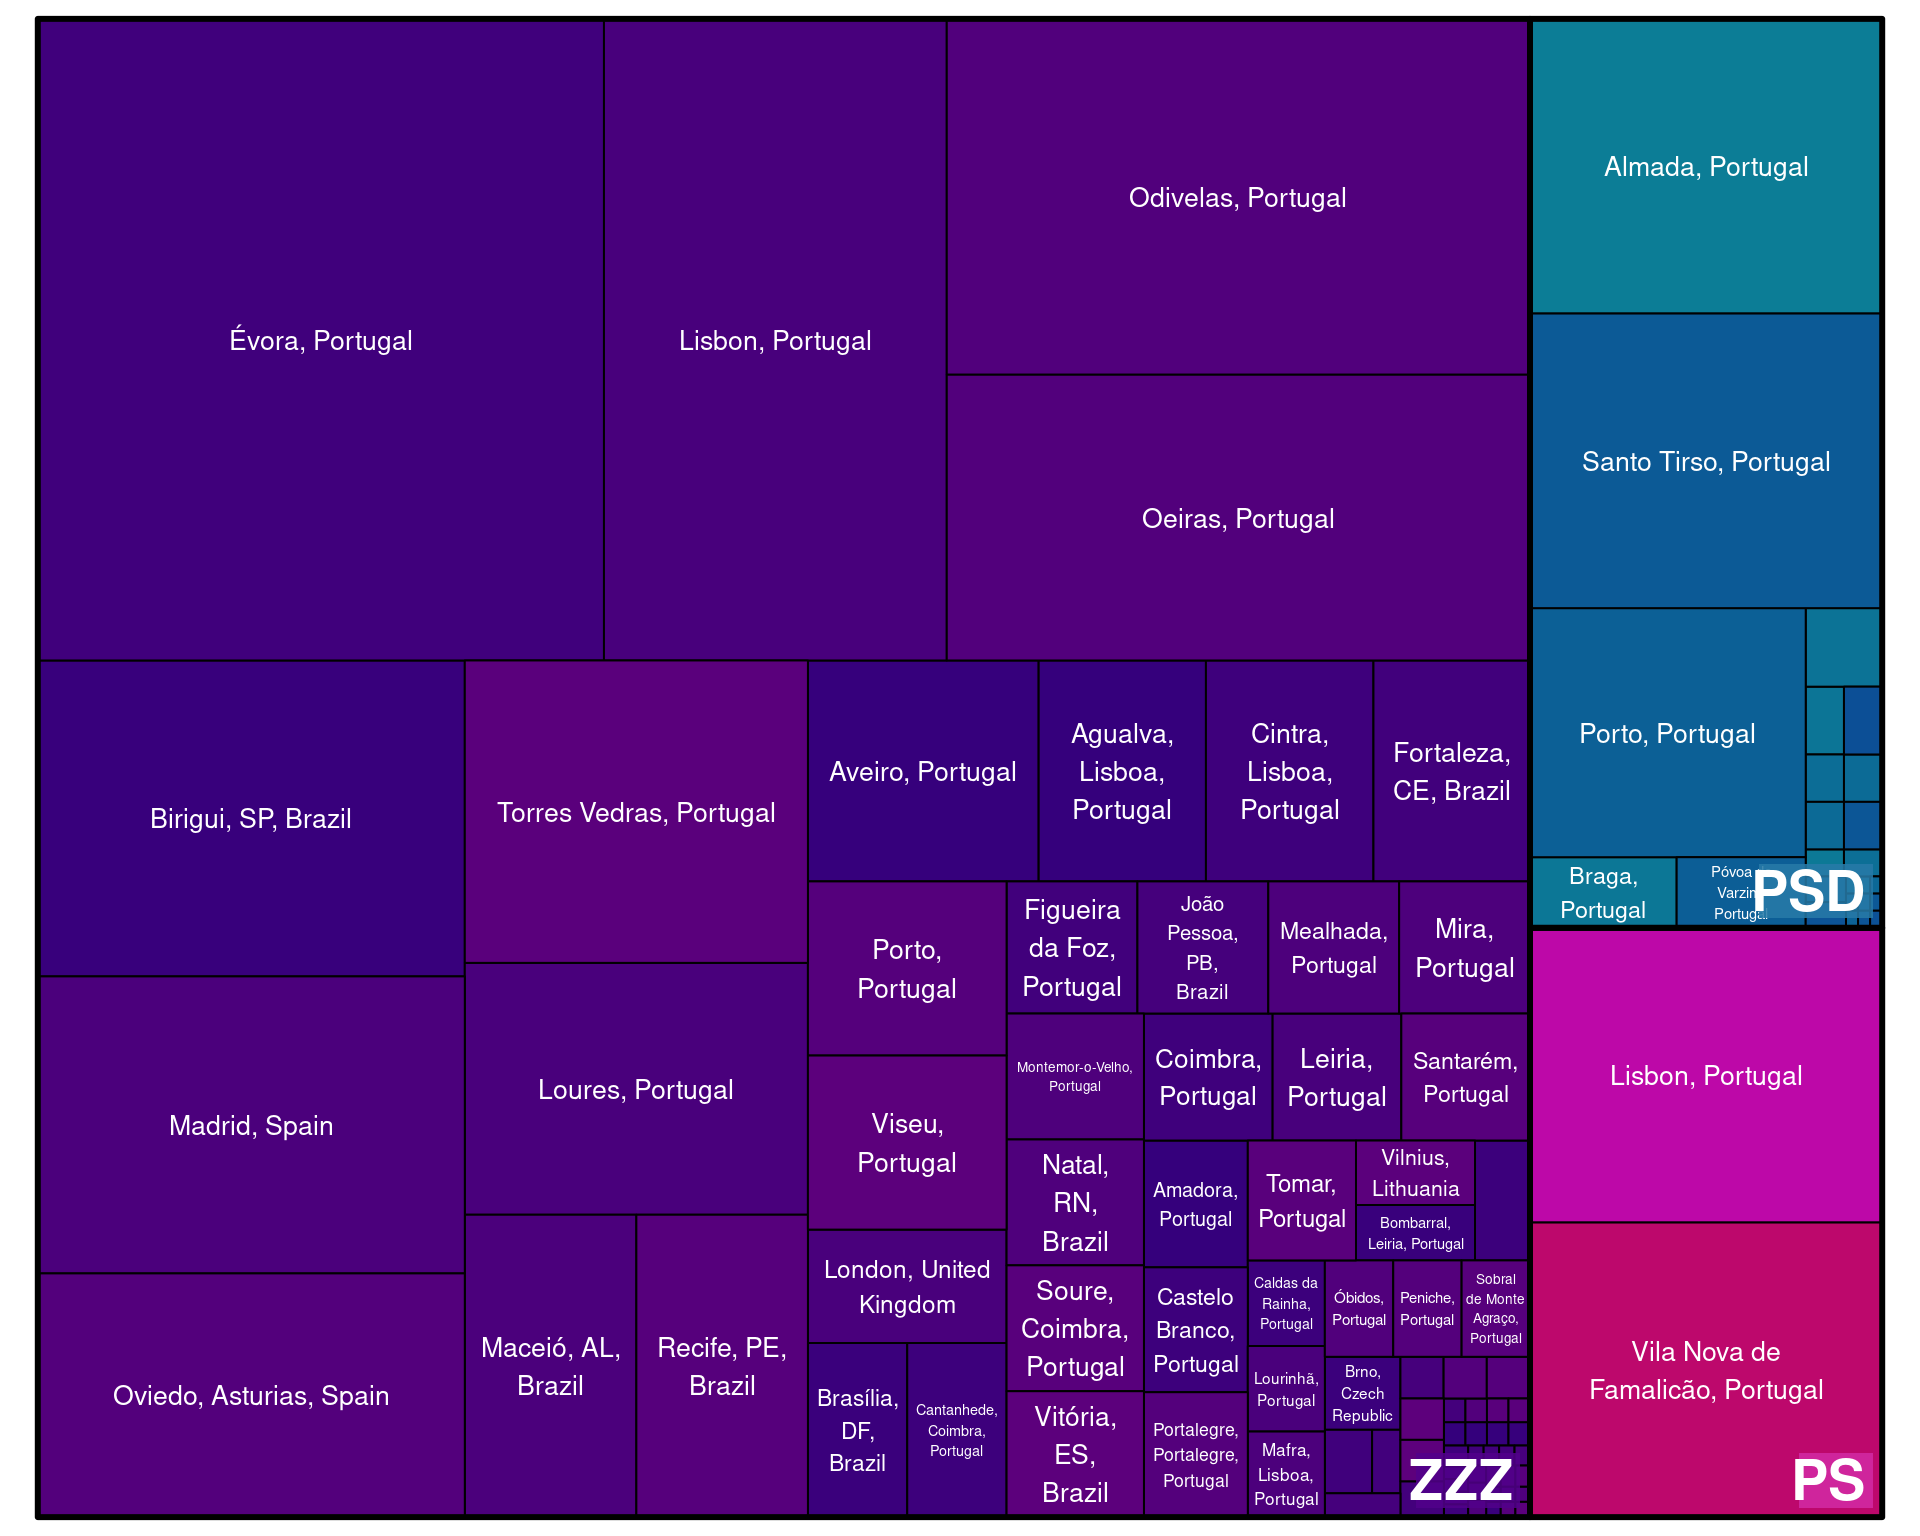 Évora, Portugal
Lisbon, Portugal
Odivelas, Portugal
Oeiras, Portugal
Birigui, SP, Brazil
Madrid, Spain
Oviedo, Asturias, Spain
Torres Vedras, Portugal
Loures, Portugal
Maceió, AL,
Brazil
Recife, PE,
Brazil
Aveiro, Portugal
Agualva,
Lisboa,
Portugal
Cintra,
Lisboa,
Portugal
Fortaleza,
CE, Brazil
Porto,
Portugal
Viseu,
Portugal
London, United
Kingdom
Brasília,
DF,
Brazil
Cantanhede,
Coimbra,
Portugal
Figueira
da Foz,
Portugal
João
Pessoa,
PB,
Brazil
Mealhada,
Portugal
Mira,
Portugal
Montemor-o-Velho,
Portugal
Natal,
RN,
Brazil
Soure,
Coimbra,
Portugal
Vitória,
ES,
Brazil
Coimbra,
Portugal
Leiria,
Portugal
Santarém,
Portugal
Amadora,
Portugal
Castelo
Branco,
Portugal
Portalegre,
Portalegre,
Portugal
Tomar,
Portugal
Vilnius,
Lithuania
Bombarral,
Leiria, Portugal
Caldas da
Rainha,
Portugal
Lourinhã,
Portugal
Mafra,
Lisboa,
Portugal
Óbidos,
Portugal
Peniche,
Portugal
Sobral
de Monte
Agraço,
Portugal
Brno,
Czech
Republic
ZZZ
Almada, Portugal
Santo Tirso, Portugal
Porto, Portugal
Braga,
Portugal
Póvoa
Varzim
Portugal
PSD
Lisbon, Portugal
Vila Nova de
Famalicão, Portugal
PS